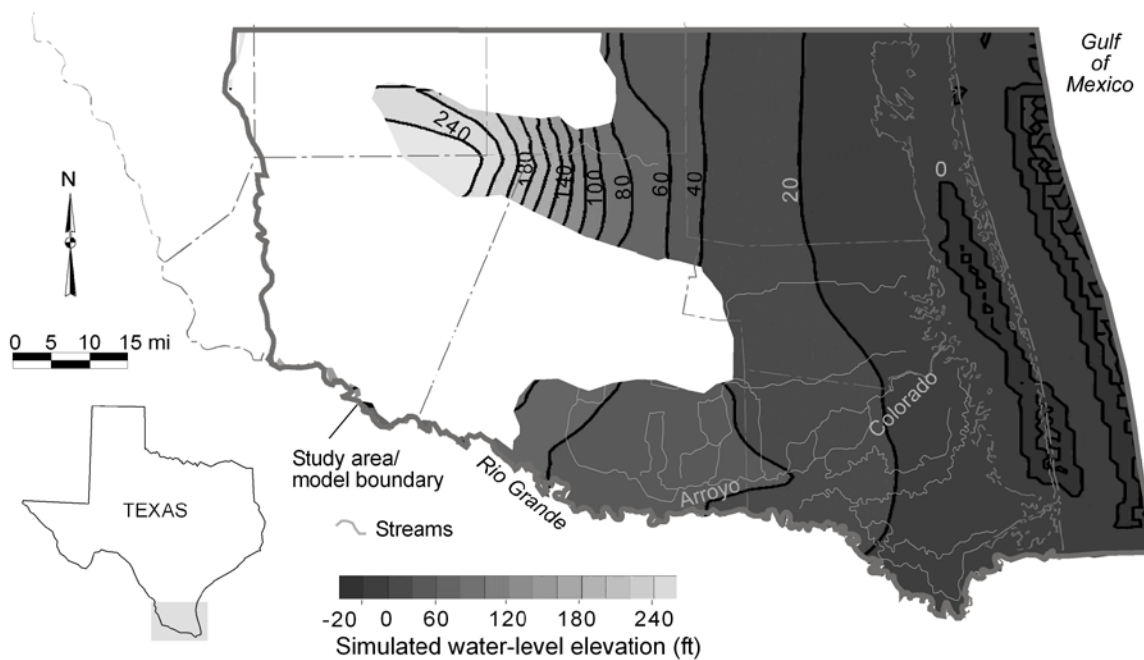 Gulf
of
Mexico
240
180
140
100
80
60
40
20
0
N
0 5 10 15 mi
Colorado
Arroyo
Rio Grande
Study area/
model boundary
Streams
TEXAS
-20 0 60 120 180 240
Simulated water-level elevation (ft)